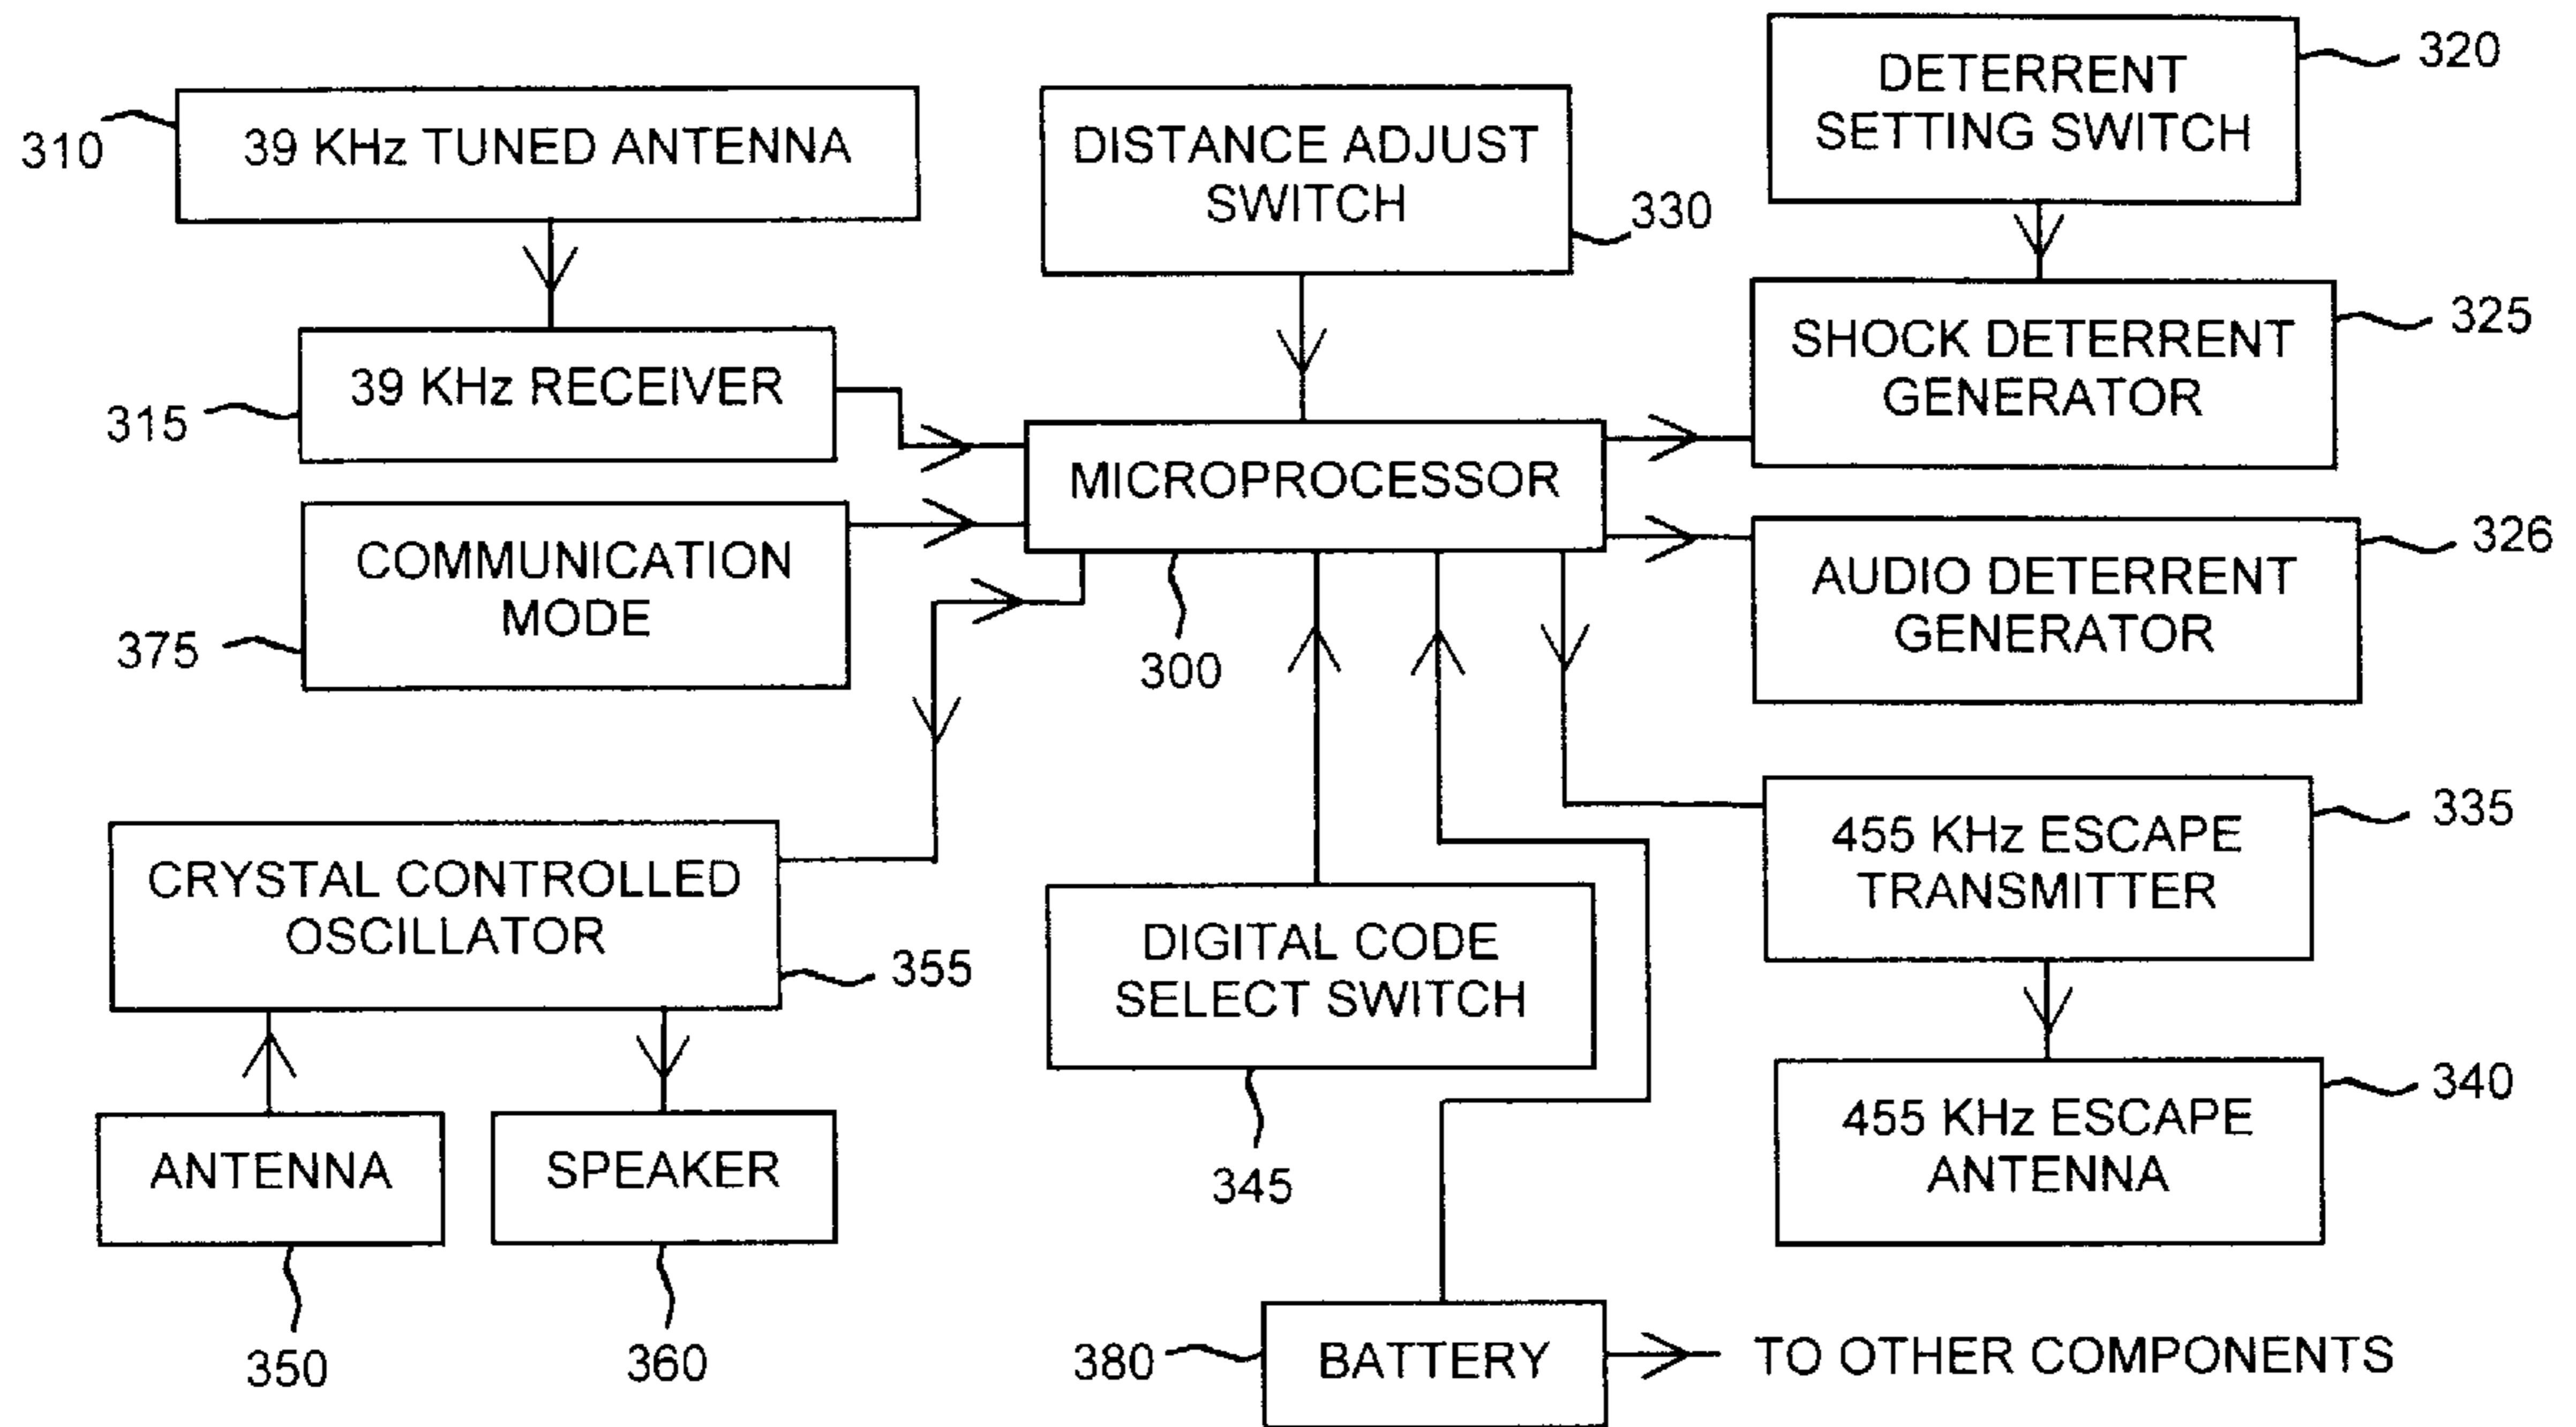 310
39 KHz TUNED ANTENNA
DISTANCE ADJUST
SWITCH
330
DETERRENT
SETTING SWITCH
320
315
39 KHz RECEIVER
SHOCK DETERRENT
GENERATOR
325
MICROPROCESSOR
300
COMMUNICATION
MODE
375
AUDIO DETERRENT
GENERATOR
326
CRYSTAL CONTROLLED
OSCILLATOR
355
DIGITAL CODE
SELECT SWITCH
345
455 KHz ESCAPE
TRANSMITTER
335
ANTENNA
350
SPEAKER
360
455 KHz ESCAPE
ANTENNA
340
380
BATTERY
TO OTHER COMPONENTS